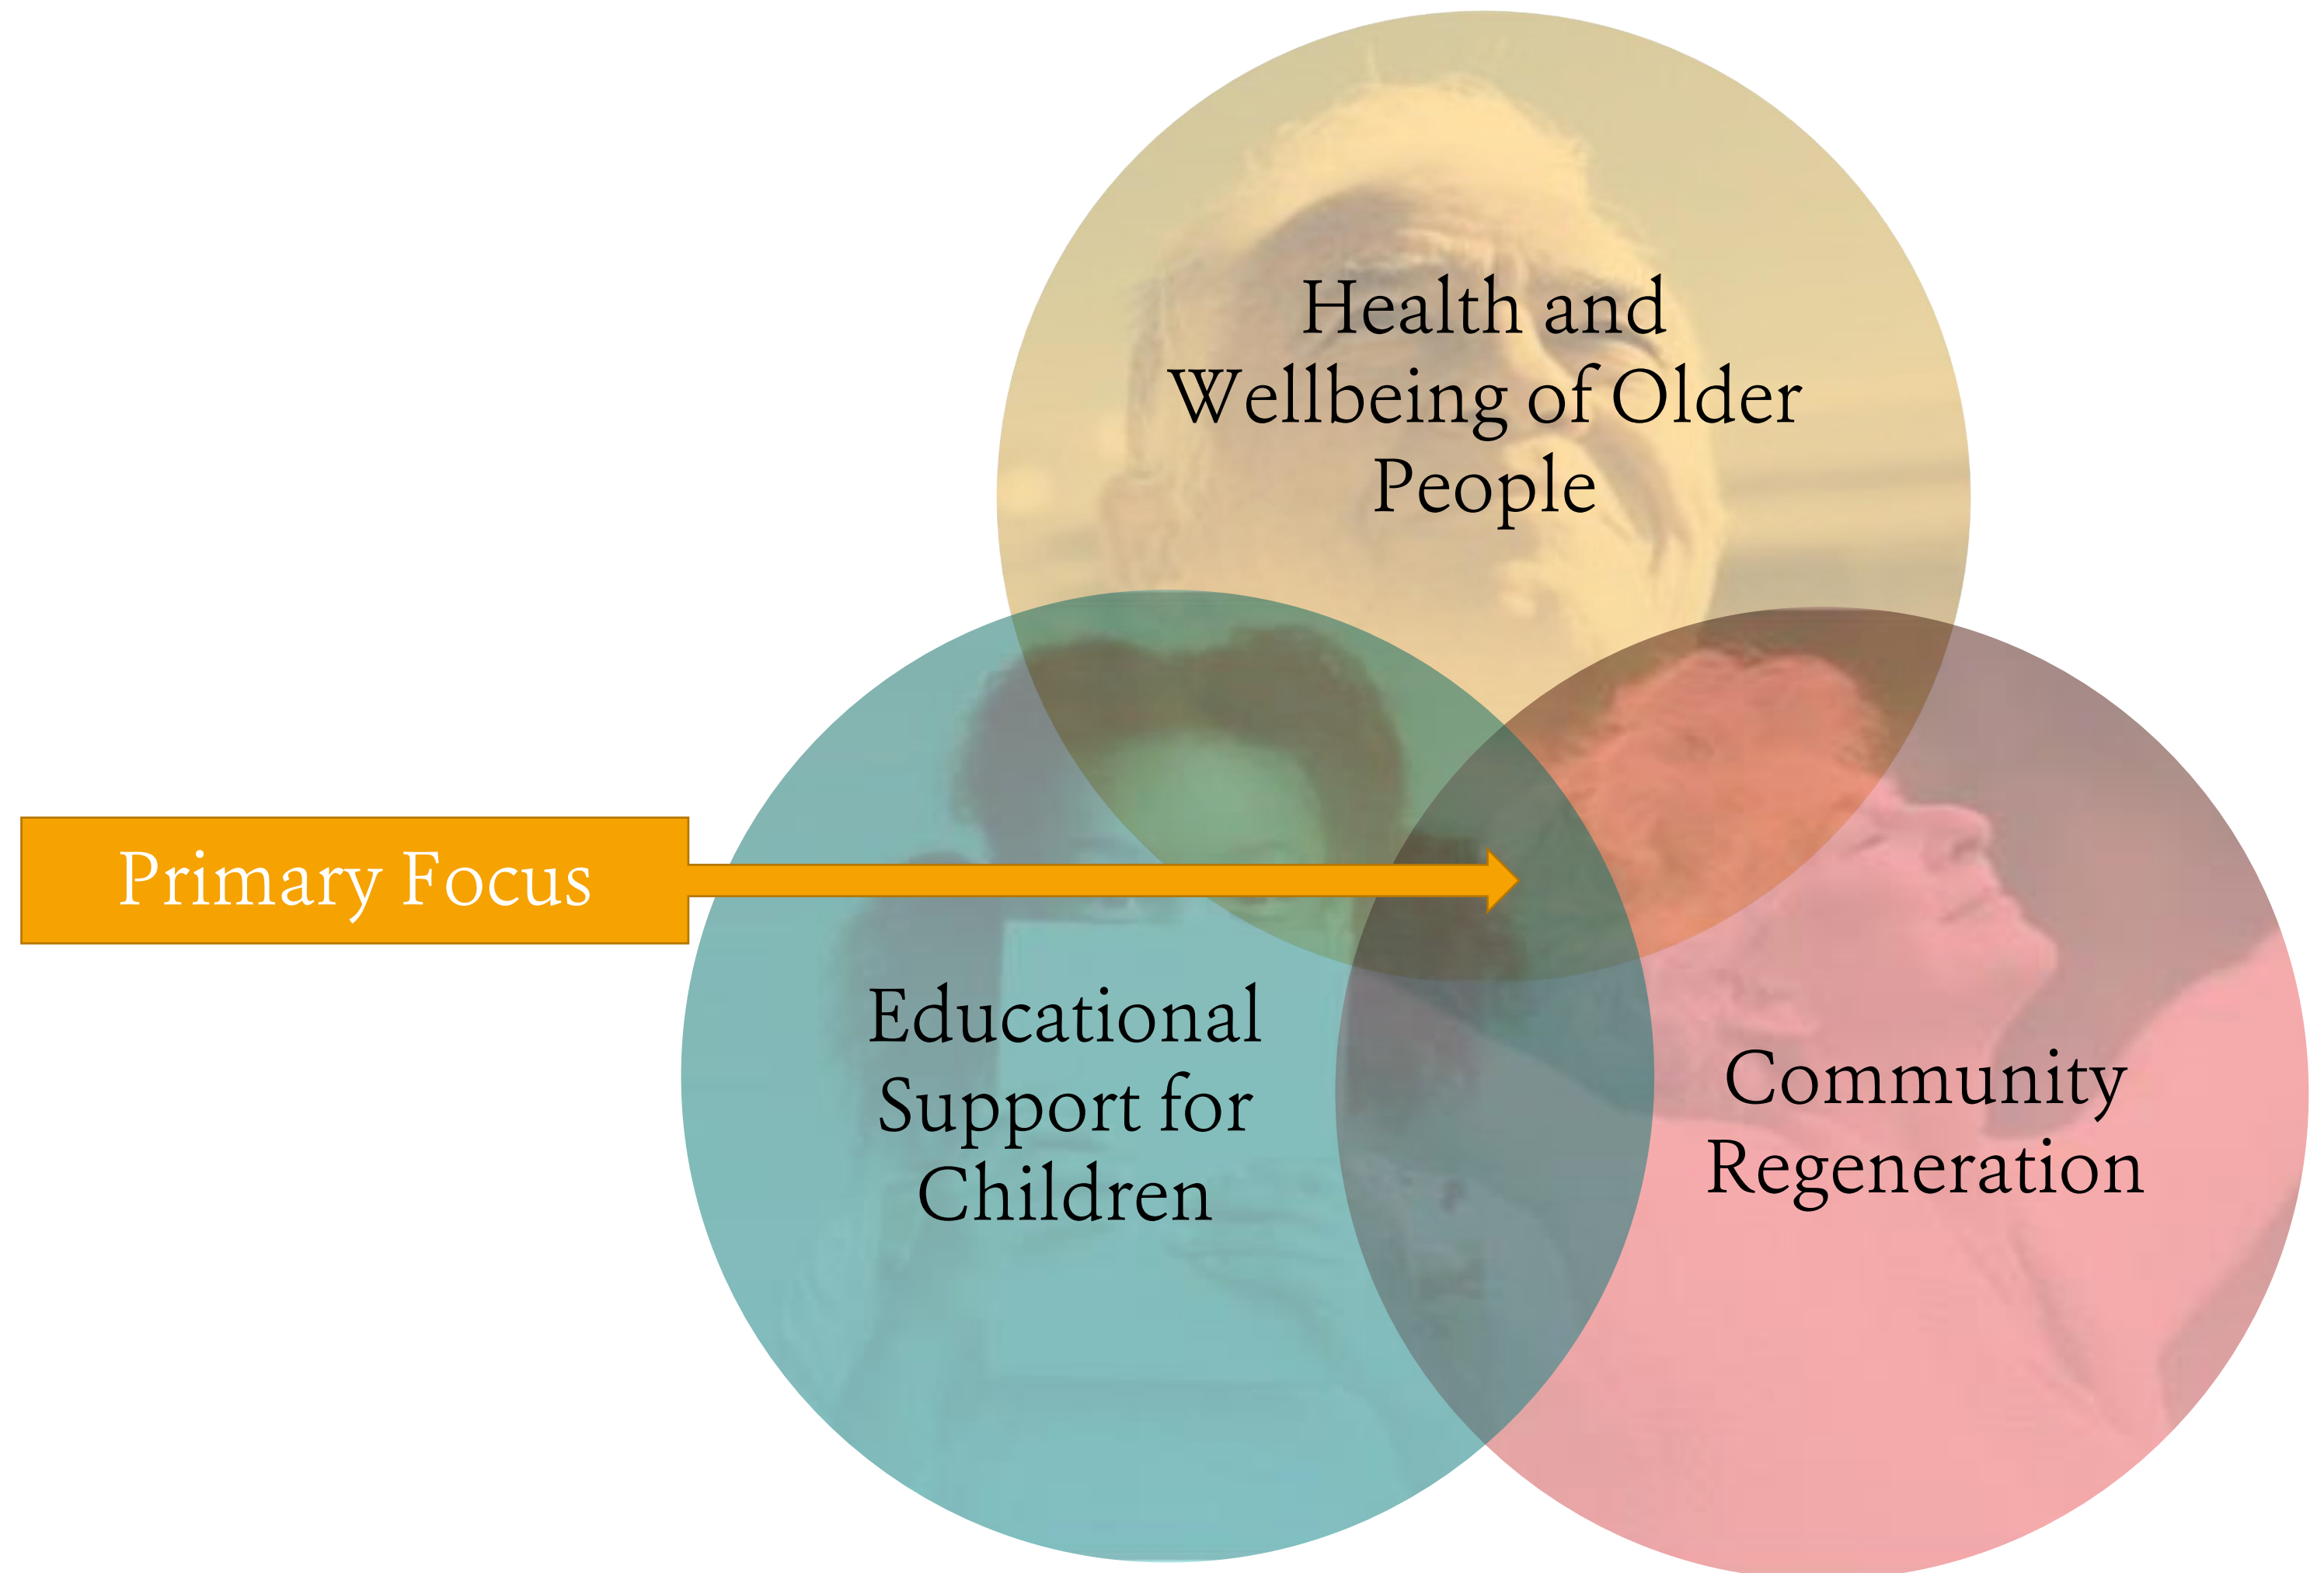 Health and
Wellbeing of Older
People
Primary Focus
Educational
Support for
Children
Community
Regeneration